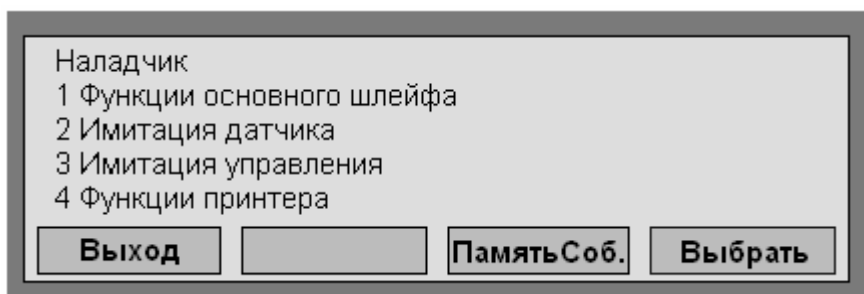 Наладчик
1 Функции основного шлейфа
2 Имитация датчика
3 Имитация управления
4 Функции принтера
Выход ПамятьСоб. Выбрать